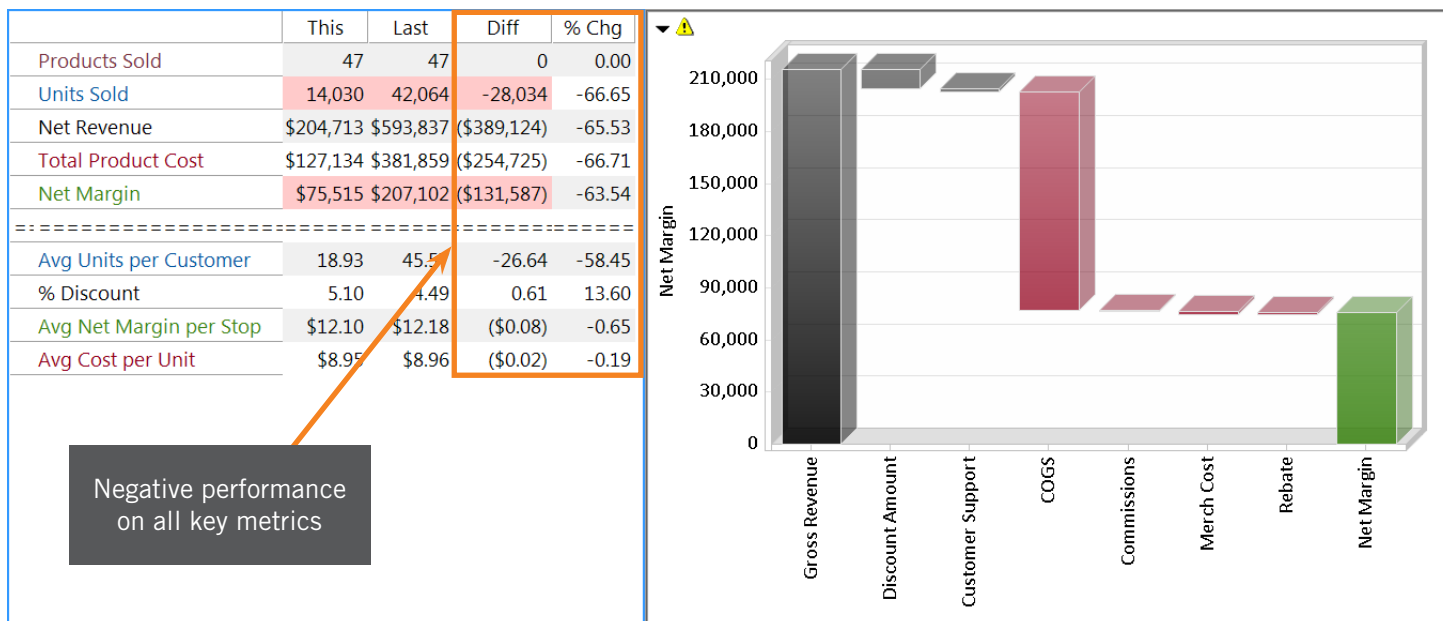 This Last Diff % Chg
Products Sold 47 47 0 0.00
Units Sold 14,030 42,064 -28,034 -66.65
Net Revenue $204,713 $593,837 ($389,124) -65.53
Total Product Cost $127,134 $381,859 ($254,725) -66.71
Net Margin $75,515 $207,102 ($131,587) -63.54
Avg Units per Customer 18.93 -26.64 -58.45
% Discount 5.10 4.49 0.61 13.60
Avg Net Margin per Stop $12.10 $12.18 ($0.08) -0.65
Avg Cost per Unit $8.95 $8.96 ($0.02) -0.19
Negative performance
on all key metrics
Net Margin
210,000
180,000
150,000
120,000
90,000
60,000
30,000
0
Gross Revenue
Discount Amount
Customer Support
COGS
Commissions
Merch Cost
Rebate
Net Margin